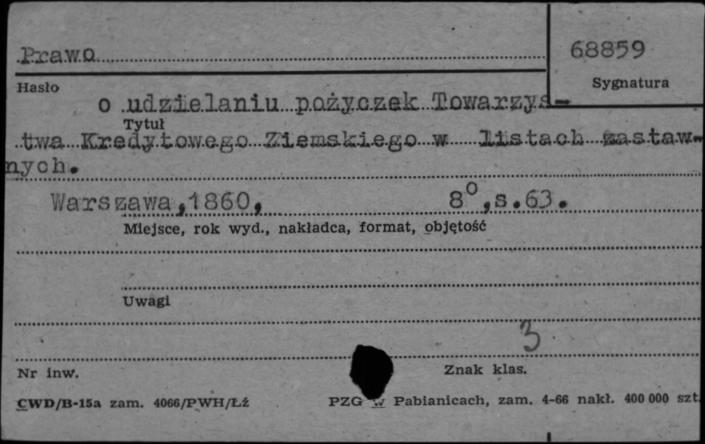 Prawo 68859
Hasło Sygnatura
o udzielaniu pożyczek Towarzys-
Tytuł
twa Kredytowego Ziemskiego w listach zastaw-
nych.
Warszawa,1860, 8º,s.63.
Miejsce, rok wyd., nakładca, format, objętość
Uwagi
3
Nr inw. Znak klas.
CWD/B-15a zam. 4066/PWH/Łż PZG w Pabianicach, zam. 4-66 nakł. 400 000 szt.